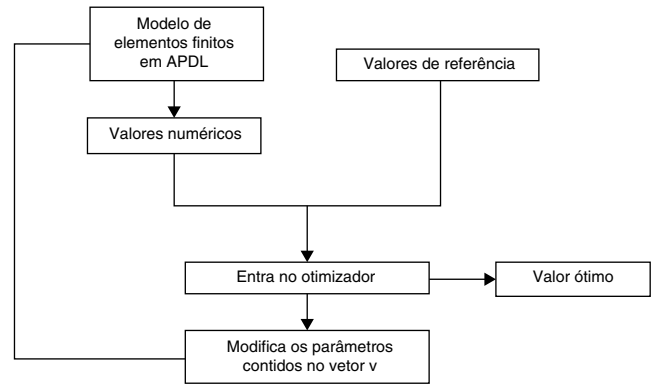 Modelo de
elementos finitos
em APDL
Valores de referência
Valores numéricos
Entra no otimizador
Valor ótimo
Modifica os parâmetros
contidos no vetor v